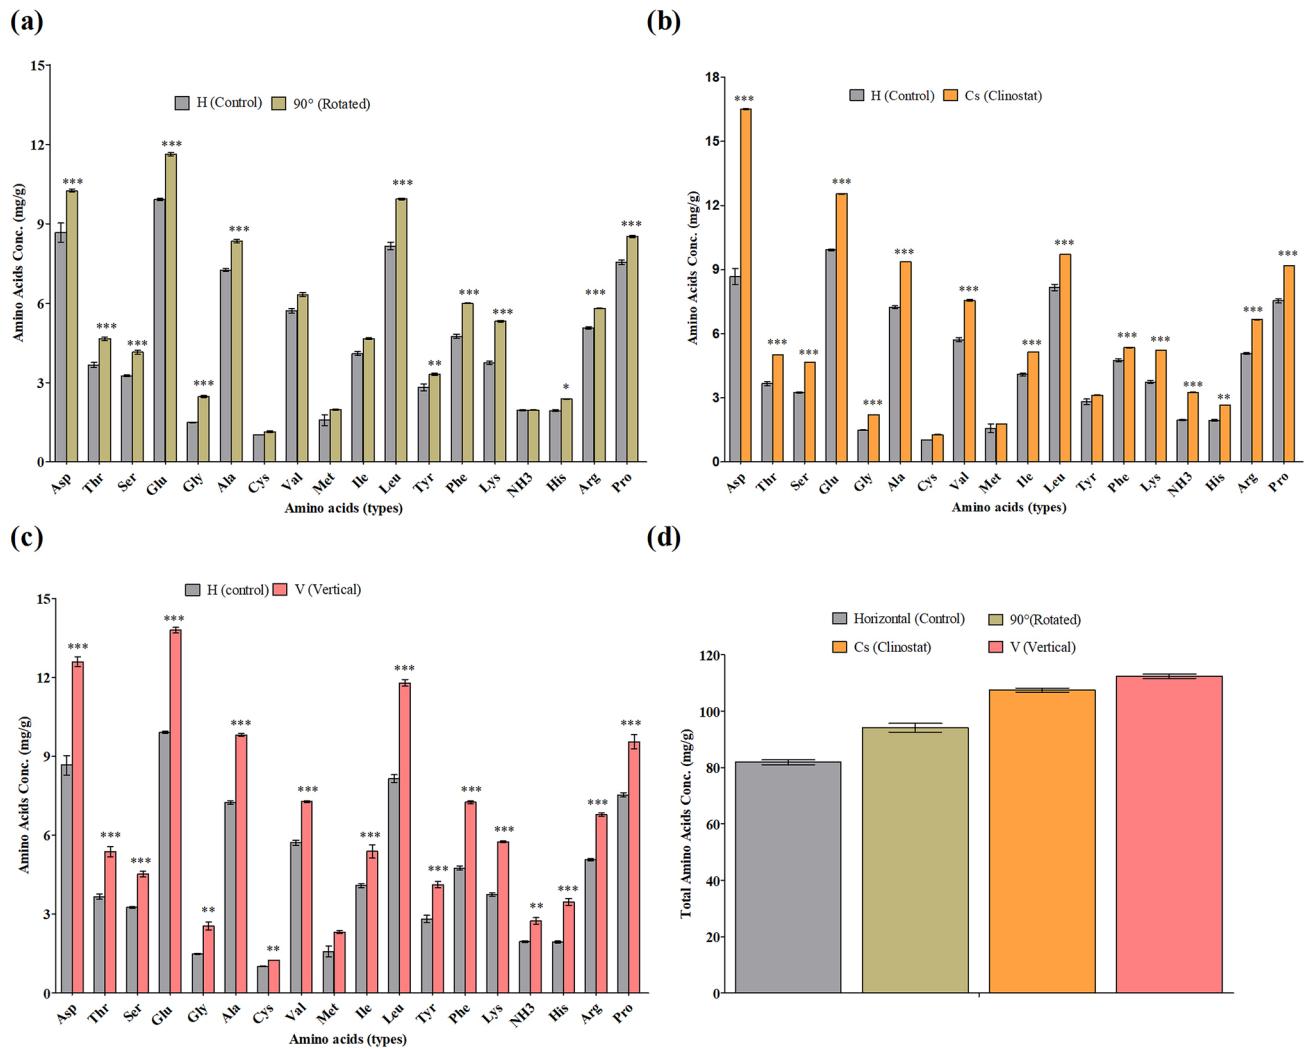 (a)
15
12
9
6
3
0
Amino Acids Conc. (mg/g)
H (Control) 90° (Rotated)
*** *** *** *** *** *** *** ** *** *** * *** ***
Asp Thr Ser Glu Gly Ala Cys Val Met Ile Leu Tyr Phe Lys NH3 His Arg Pro
Amino acids (types)
(b)
18
15
12
9
6
3
0
Amino Acids Conc. (mg/g)
H (Control) Cs (Clinostat)
*** *** *** *** *** *** *** *** *** *** *** *** ** *** ***
Asp Thr Ser Glu Gly Ala Cys Val Met Ile Leu Tyr Phe Lys NH3 His Arg Pro
Amino acids (types)
(c)
15
12
9
6
3
0
Amino Acids Conc. (mg/g)
H (control) V (Vertical)
*** *** *** *** ** *** ** *** *** *** *** *** *** ** *** *** ***
Asp Thr Ser Glu Gly Ala Cys Val Met Ile Leu Tyr Phe Lys NH3 His Arg Pro
Amino acids (types)
(d)
120
100
80
60
40
20
0
Total Amino Acids Conc. (mg/g)
Horizontal (Control) 90°(Rotated)
Cs (Clinostat) V (Vertical)